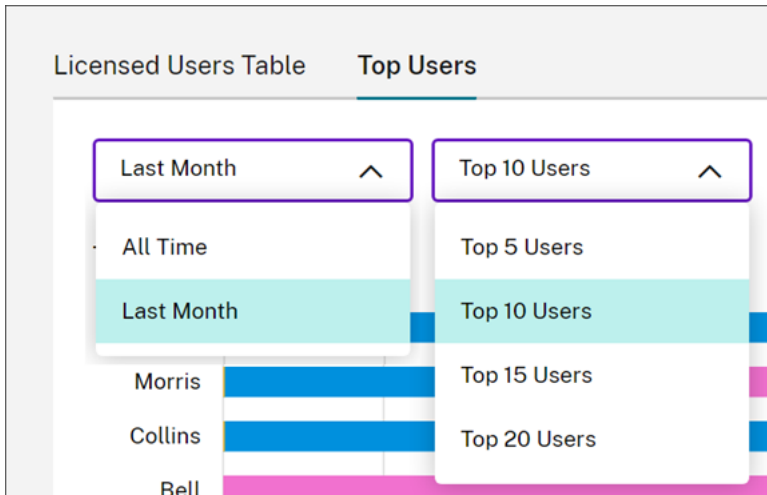 Licensed Users Table Top Users
Last Month Top 10 Users
All Time Top 5 Users
Last Month Top 10 Users
Morris Top 15 Users
Collins Top 20 Users
Bell